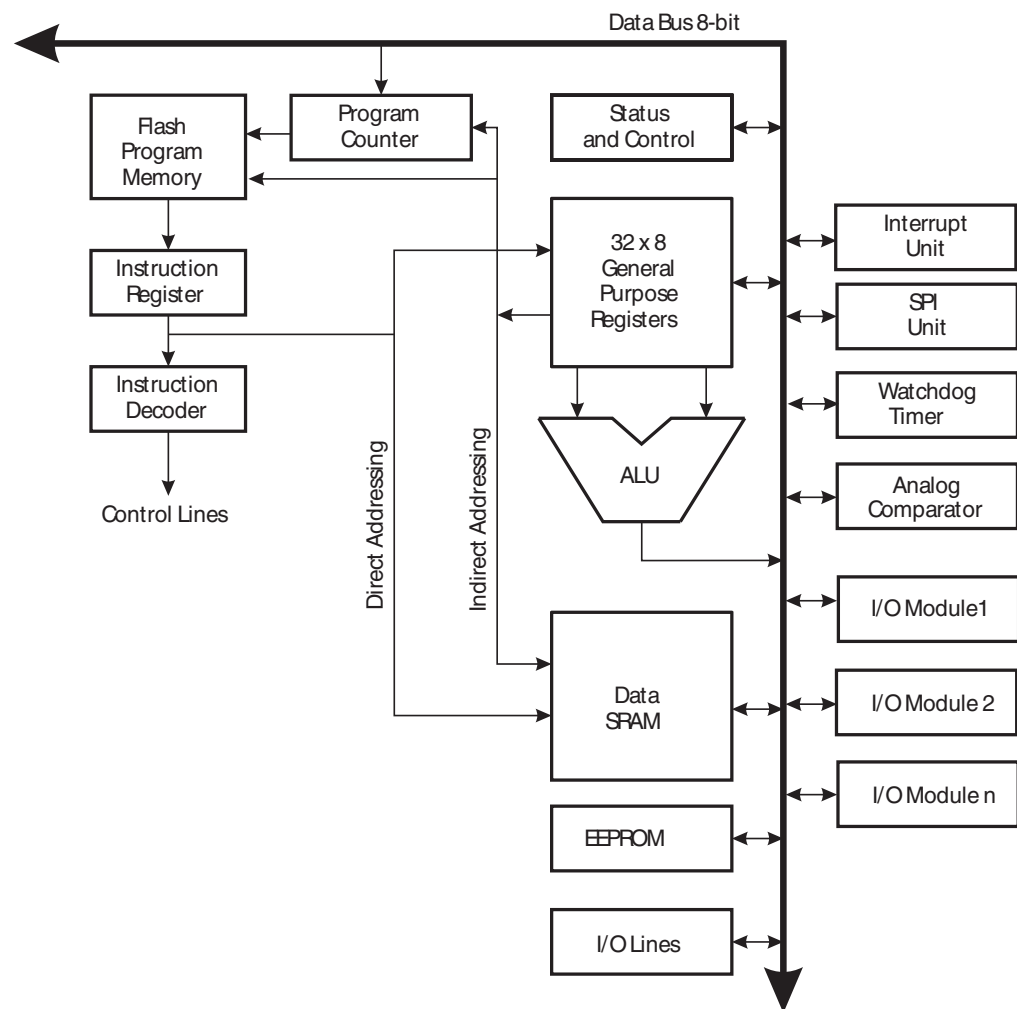 Data Bus 8-bit
Flash
Program
Memory
Program
Counter
Status
and Control
Interrupt
Unit
32 x 8
General
Purpose
Registers
Instruction
Register
SPI
Unit
Instruction
Decoder
Watchdog
Timer
Direct Addressing
Indirect Addressing
ALU
Analog
Comparator
Control Lines
I/O Module1
Data
SRAM
I/O Module 2
I/O Module n
EEPROM
I/O Lines